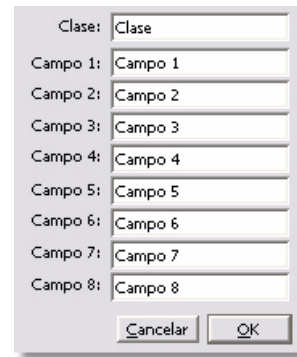 Clase: Clase
Campo 1: Campo 1
Campo 2: Campo 2
Campo 3: Campo 3
Campo 4: Campo 4
Campo 5: Campo 5
Campo 6: Campo 6
Campo 7: Campo 7
Campo 8: Campo 8
Cancelar OK